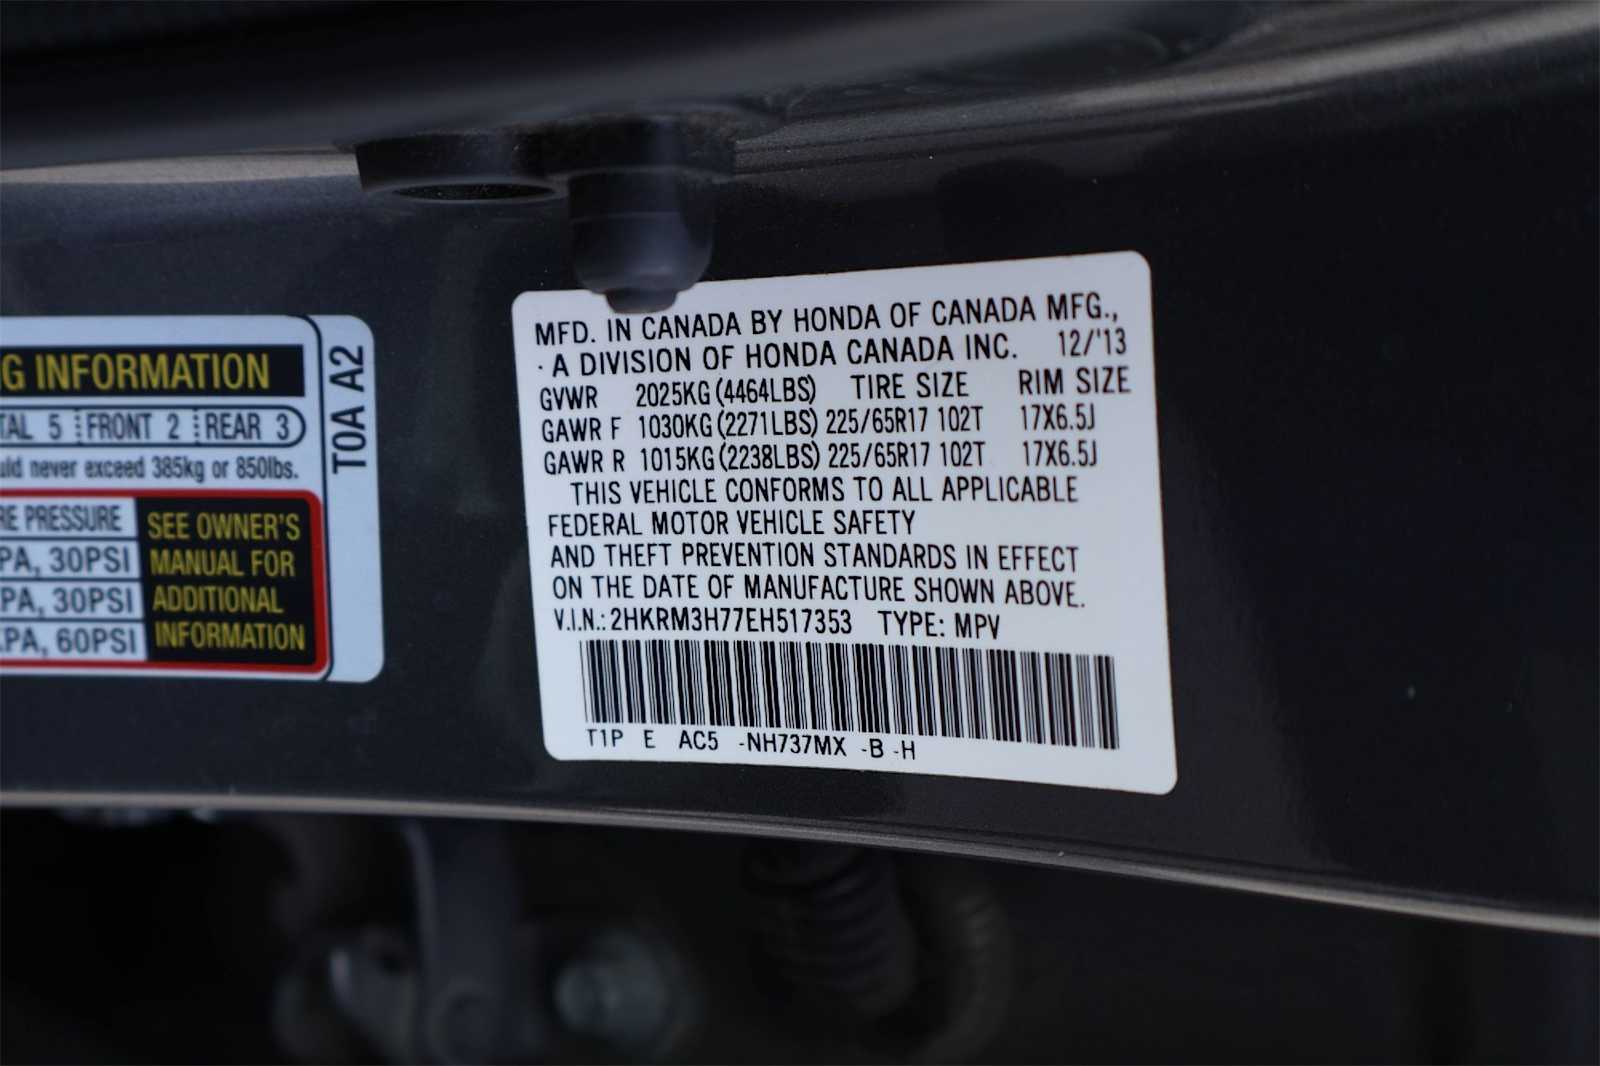 G INFORMATION
TAL 5 FRONT 2 REAR 3
uld never exceed 385kg or 850lbs.
RE PRESSURE
PA, 30PSI
PA, 30PSI
PA, 60PSI
SEE OWNER'S
MANUAL FOR
ADDITIONAL
INFORMATION
T0A A2
MFD. IN CANADA BY HONDA OF CANADA MFG.,
· A DIVISION OF HONDA CANADA INC. 12/'13
GVWR 2025KG(4464LBS) TIRE SIZE RIM SIZE
GAWR F 1030KG(2271LBS) 225/65R17 102T 17X6.5J
GAWR R 1015KG(2238LBS) 225/65R17 102T 17X6.5J
THIS VEHICLE CONFORMS TO ALL APPLICABLE
FEDERAL MOTOR VEHICLE SAFETY
AND THEFT PREVENTION STANDARDS IN EFFECT
ON THE DATE OF MANUFACTURE SHOWN ABOVE.
V.I.N.: 2HKRM3H77EH517353 TYPE: MPV
T1P E AC5 -NH737MX -B -H